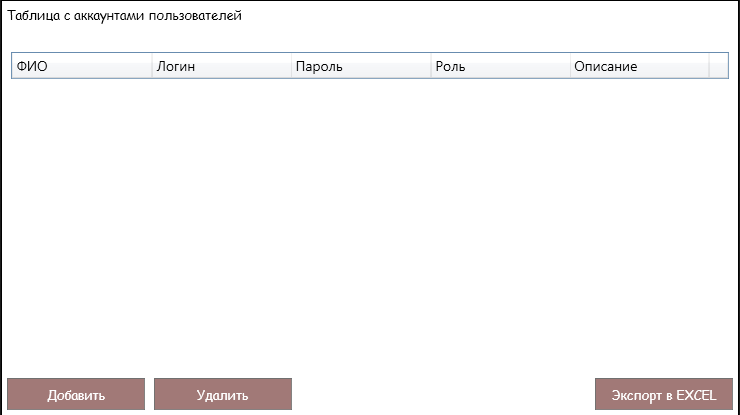 Таблица с аккаунтами пользователей
ФИО Логин Пароль Роль Описание
Добавить Удалить Экспорт в EXCEL